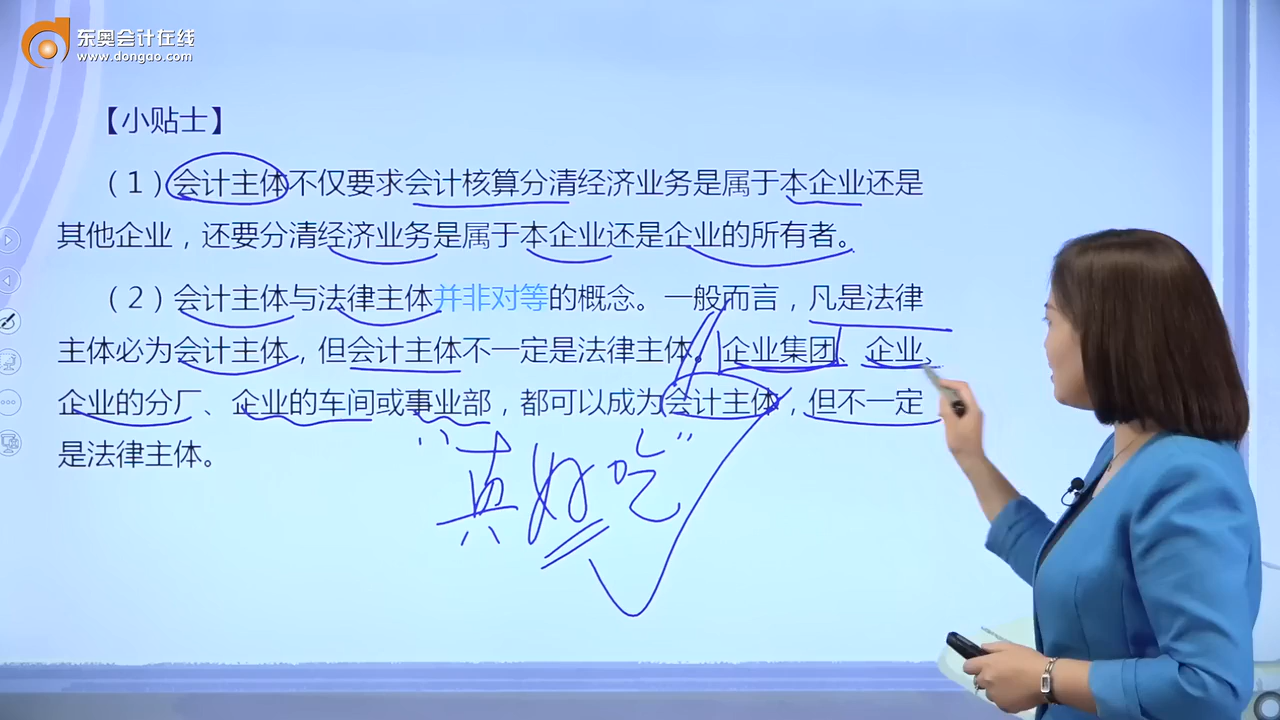 东奥会计在线
www.dongao.com
【小贴士】
（1）会计主体不仅要求会计核算分清经济业务是属于本企业还是
其他企业，还要分清经济业务是属于本企业还是企业的所有者。
（2）会计主体与法律主体并非对等的概念。一般而言，凡是法律
主体必为会计主体，但会计主体不一定是法律主体。企业集团、企业、
企业的分厂、企业的车间或事业部，都可以成为会计主体，但不一定
是法律主体。
“真好吃”